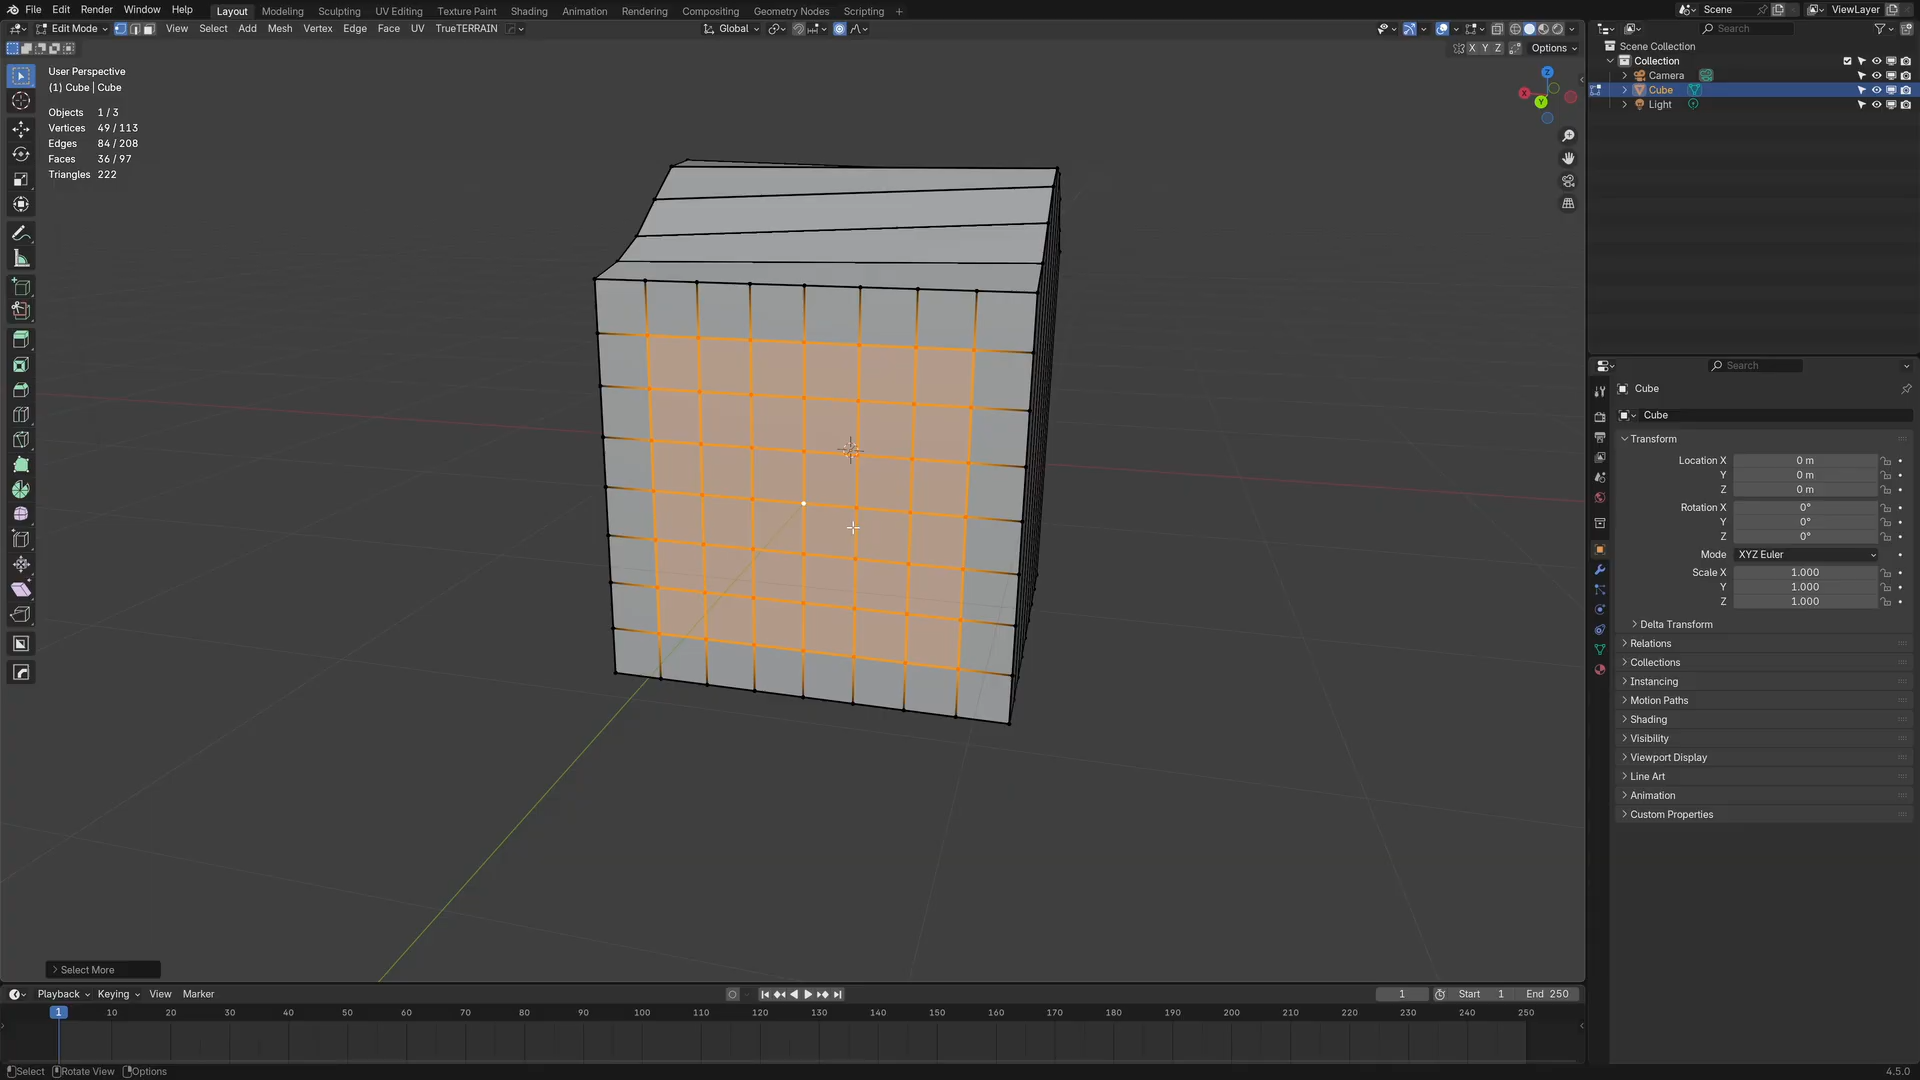 File Edit Render Window Help Layout Modeling Sculpting UV Editing Texture Paint Shading Animation Rendering Compositing Geometry Nodes Scripting + Scene ViewLayer
Edit Mode View Select Add Mesh Vertex Edge Face UV TrueTERRAIN Global Search
X Y Z Options
User Perspective
(1) Cube | Cube
Objects 1 / 3
Vertices 49 / 113
Edges 84 / 208
Faces 36 / 97
Triangles 222
Z
X
Y
Scene Collection
Collection
Camera
Cube
Light
Search
Cube
Cube
Transform
Location X 0 m
Y 0 m
Z 0 m
Rotation X 0°
Y 0°
Z 0°
Mode XYZ Euler
Scale X 1.000
Y 1.000
Z 1.000
Delta Transform
Relations
Collections
Instancing
Motion Paths
Shading
Visibility
Viewport Display
Line Art
Animation
Custom Properties
Select More
Playback Keying View Marker 1 Start 1 End 250
1 10 20 30 40 50 60 70 80 90 100 110 120 130 140 150 160 170 180 190 200 210 220 230 240 250
Select Rotate View Options 4.5.0